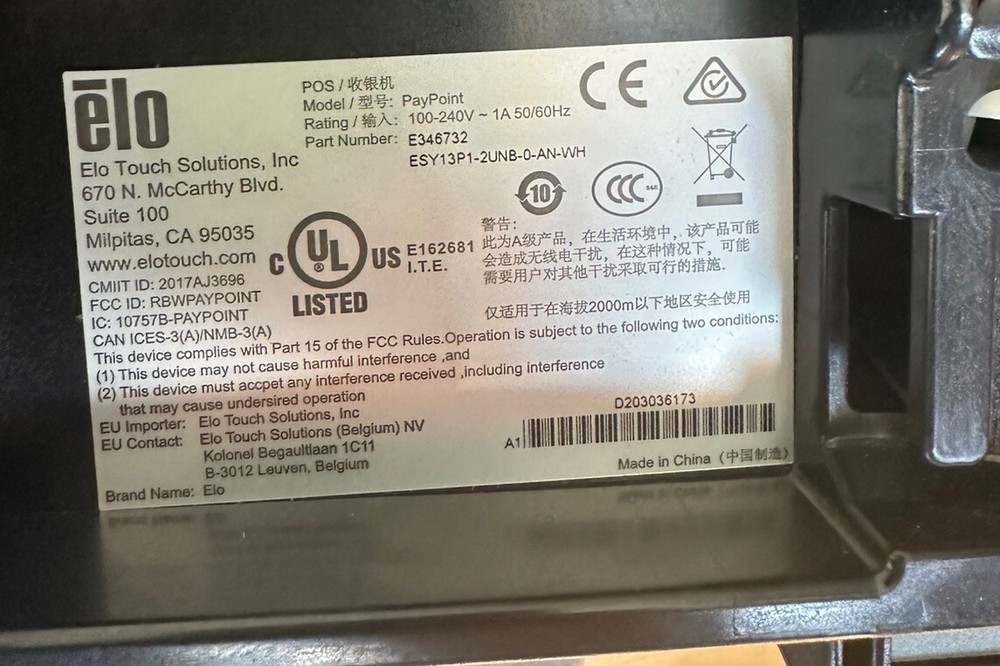 ēlo
POS / 收银机
Model / 型号: PayPoint
Rating / 输入: 100-240V ~ 1A 50/60Hz
Part Number: E346732
ESY13P1-2UNB-0-AN-WH
CE
Elo Touch Solutions, Inc
670 N. McCarthy Blvd.
Suite 100
Milpitas, CA 95035
www.elotouch.com
CMIIT ID: 2017AJ3696
FCC ID: RBWPAYPOINT
IC: 10757B-PAYPOINT
CAN ICES-3(A)/NMB-3(A)
C UL ® US
LISTED
E162681
I.T.E.
10
CCC S&E
警告:
此为A级产品，在生活环境中，该产品可能
会造成无线电干扰，在这种情况下，可能
需要用户对其他干扰采取可行的措施.
仅适用于在海拔2000m以下地区安全使用
This device complies with Part 15 of the FCC Rules.Operation is subject to the following two conditions:
(1) This device may not cause harmful interference ,and
(2) This device must accpet any interference received ,including interference
that may cause undersired operation
EU Importer: Elo Touch Solutions, Inc
EU Contact: Elo Touch Solutions (Belgium) NV
Kolonel Begaultlaan 1C11
B-3012 Leuven, Belgium
Brand Name: Elo
D203036173
A1
Made in China（中国制造）